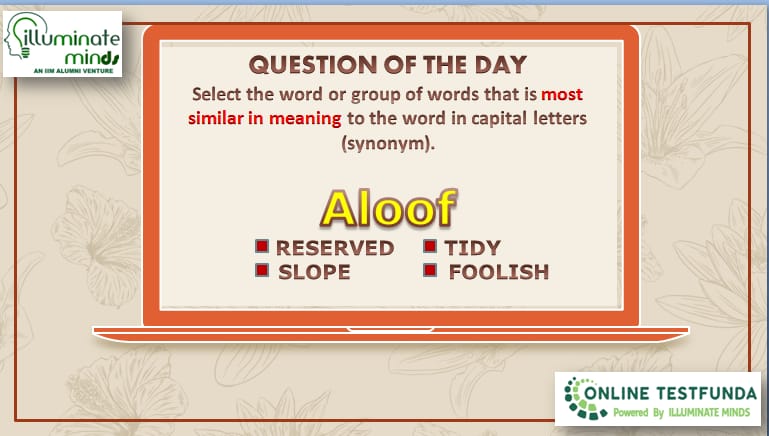 illuminate
minds
AN IIM ALUMNI VENTURE
QUESTION OF THE DAY
Select the word or group of words that is most
similar in meaning to the word in capital letters
(synonym).
Aloof
RESERVED TIDY
SLOPE FOOLISH
ONLINE TESTFUNDA
Powered By ILLUMINATE MINDS